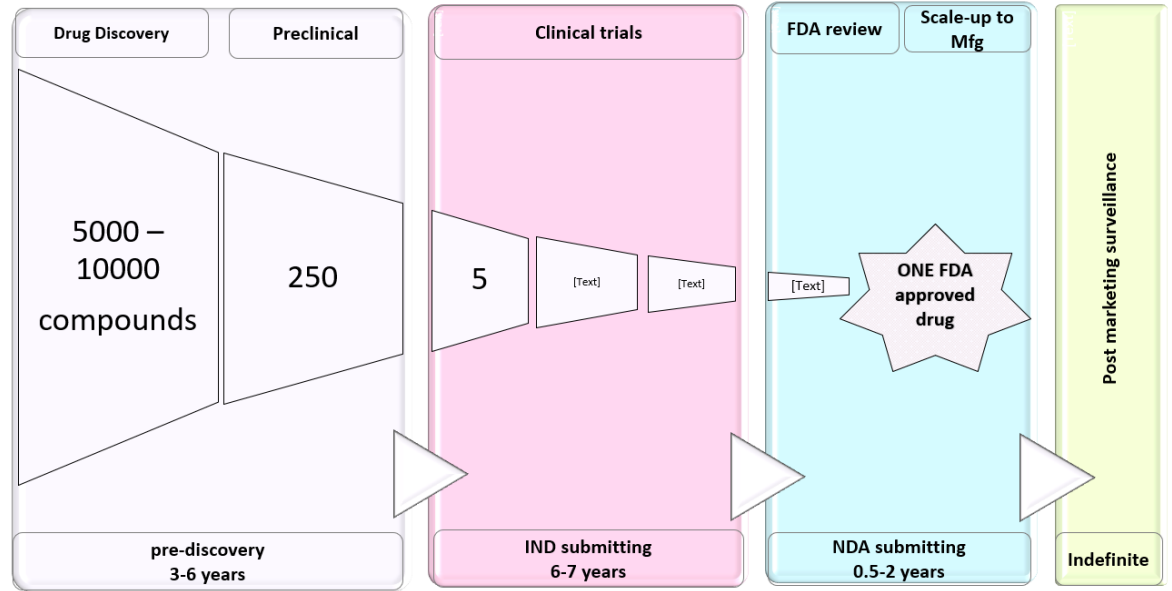 Drug Discovery
Preclinical
Clinical trials
FDA review
Scale-up to
Mfg
5000 –
10000
compounds
250
5
[Text]
[Text]
[Text]
ONE FDA
approved
drug
Post marketing surveillance
pre-discovery
3-6 years
IND submitting
6-7 years
NDA submitting
0.5-2 years
Indefinite